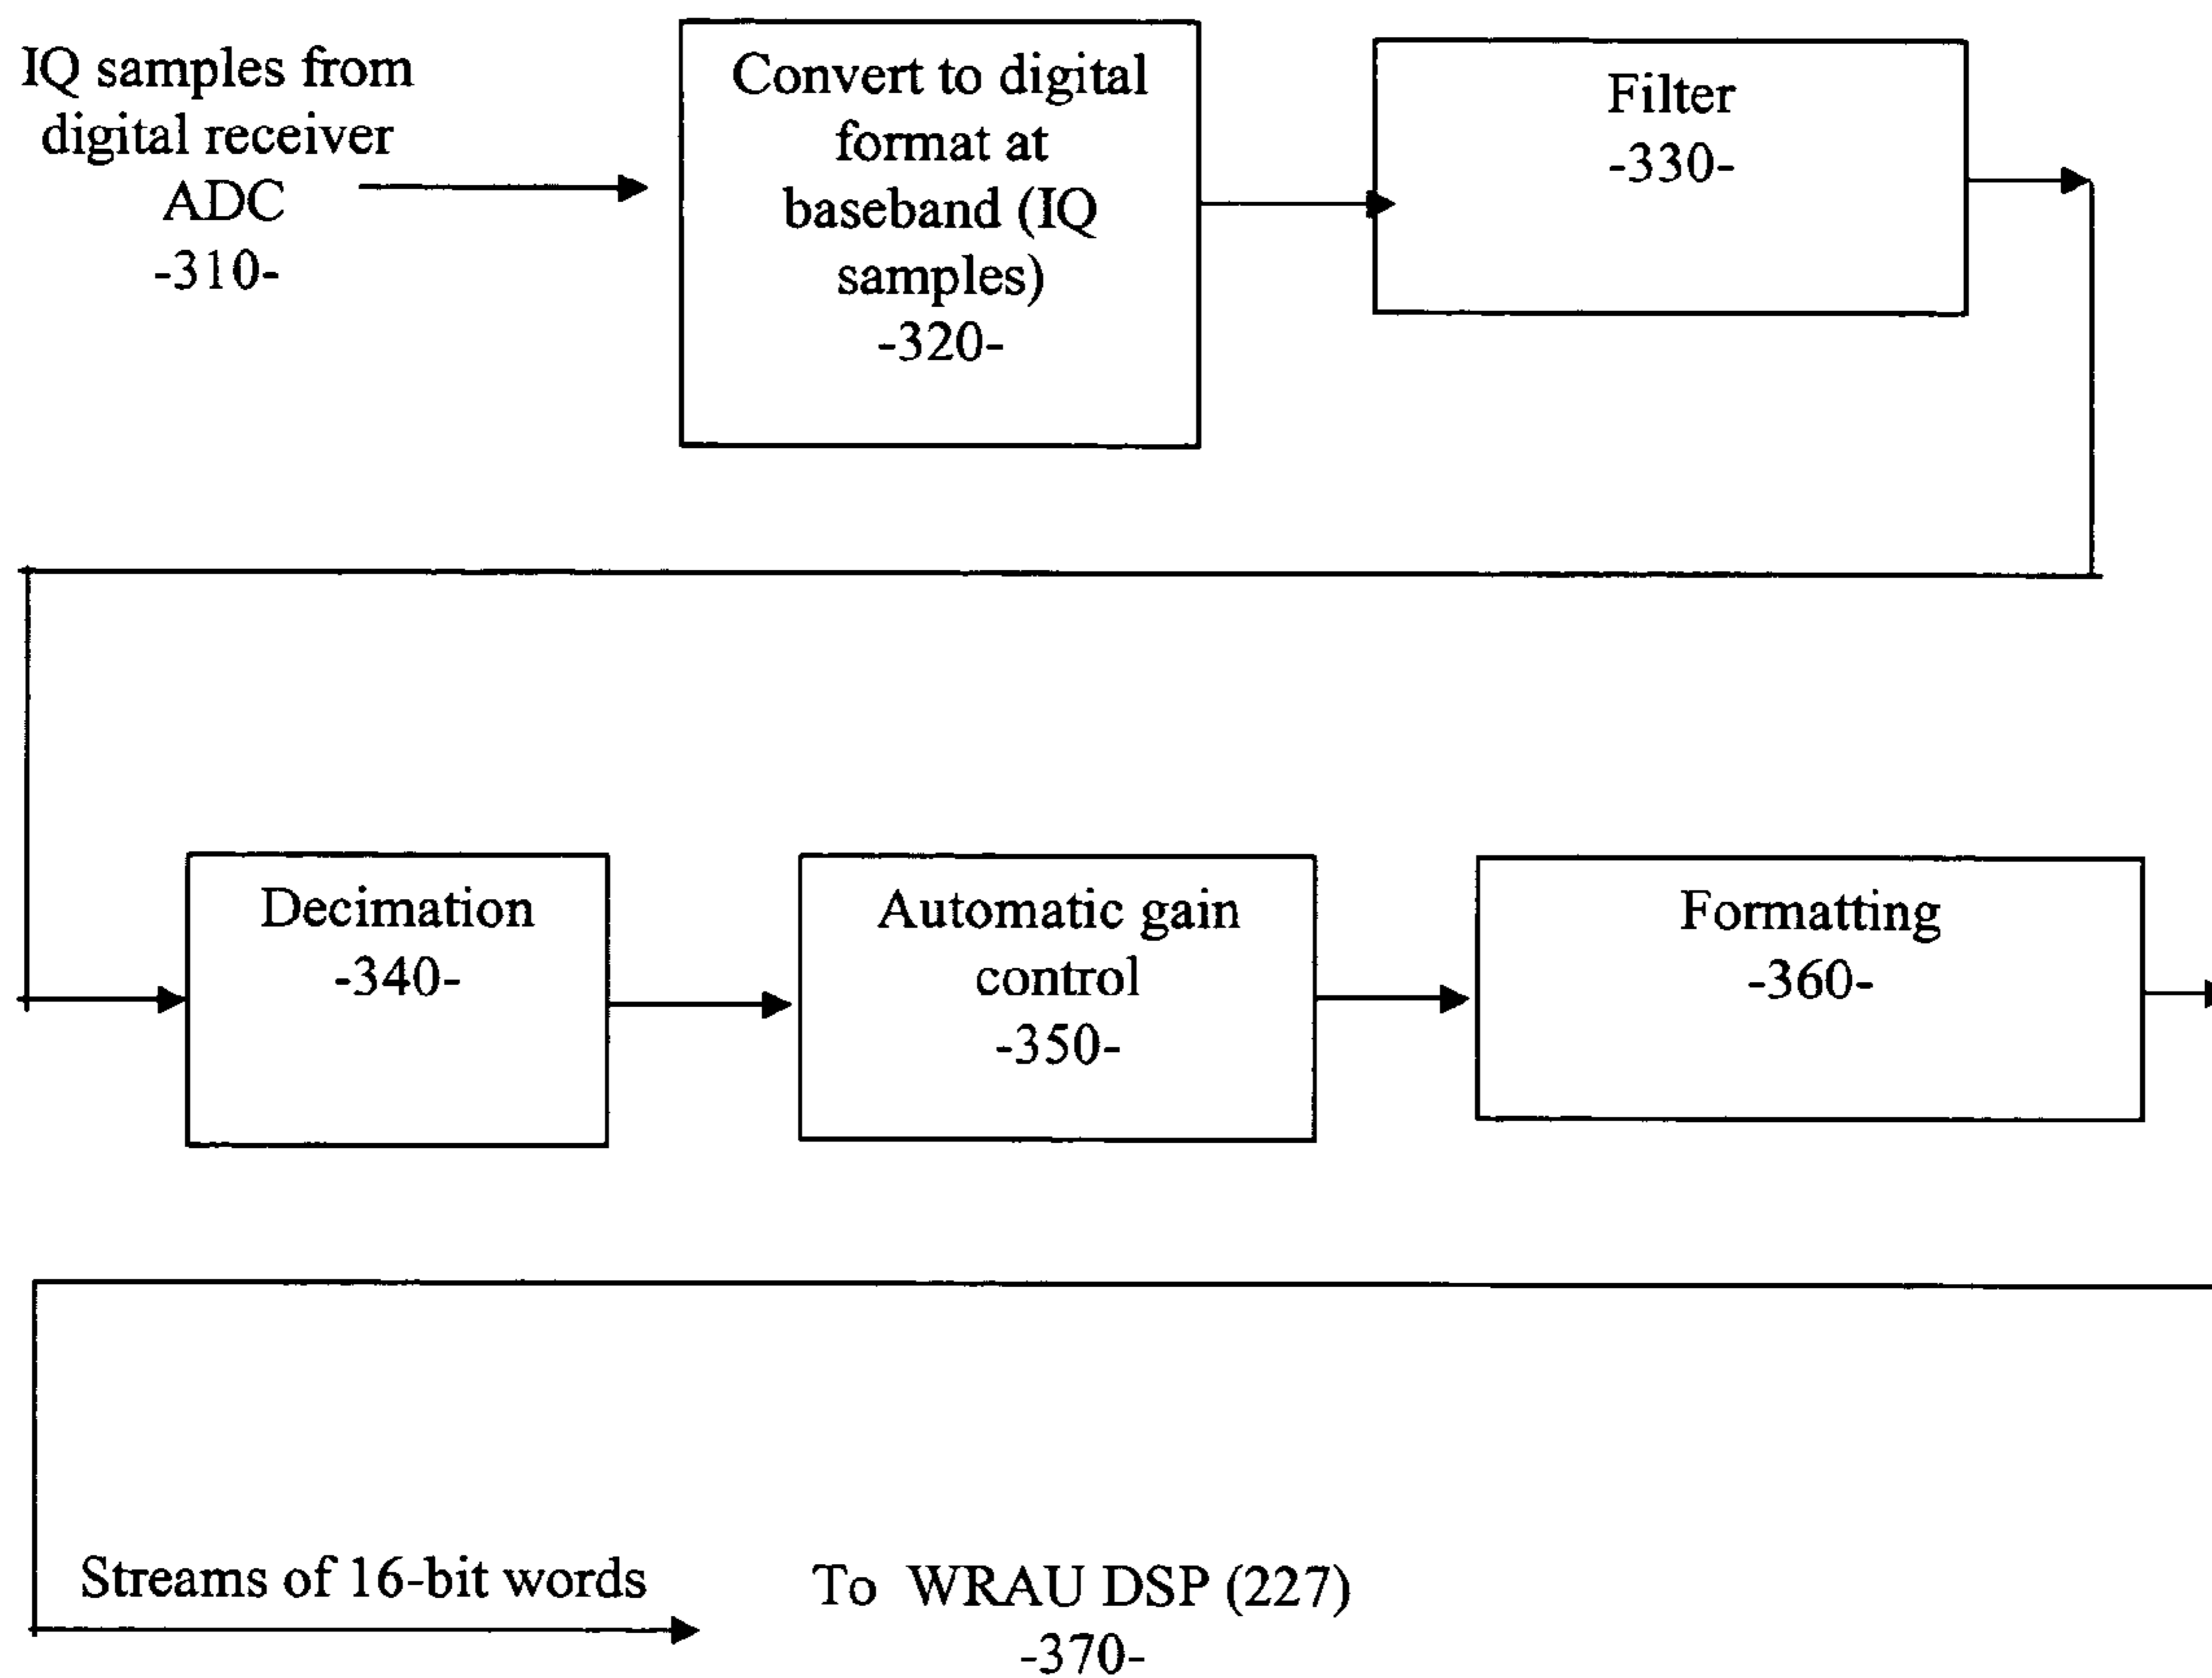 IQ samples from
digital receiver
ADC
-310-
Convert to digital
format at
baseband (IQ
samples)
-320-
Filter
-330-
Decimation
-340-
Automatic gain
control
-350-
Formatting
-360-
Streams of 16-bit words
To WRAU DSP (227)
-370-